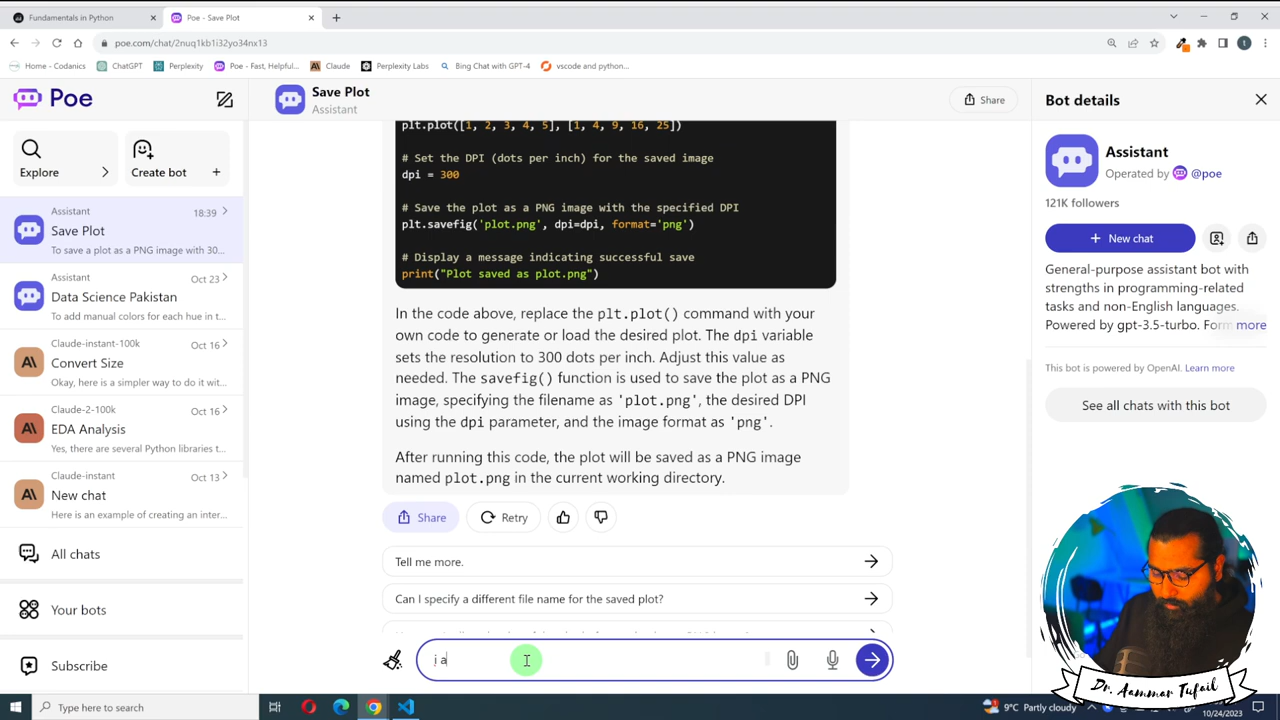 Fundamentals in Python
Poe - Save Plot
poe.com/chat/2nuq1kb1i32yo34nx13
Home - Codanics
ChatGPT
Perplexity
Poe - Fast, Helpful...
Claude
Perplexity Labs
Bing Chat with GPT-4
vscode and python...
Poe
Explore
Create bot +
Assistant
18:39
Save Plot
To save a plot as a PNG image with 30...
Assistant
Oct 23
Data Science Pakistan
To add manual colors for each hue in t...
Claude-instant-100k
Oct 16
Convert Size
Okay, here is a simpler way to do it wit...
Claude-2-100k
Oct 16
EDA Analysis
Yes, there are several Python libraries t...
Claude-instant
Oct 13
New chat
Here is an example of creating an inter...
All chats
Your bots
Subscribe
Save Plot
Assistant
Share
plt.plot([1, 2, 3, 4, 5], [1, 4, 9, 16, 25])
# Set the DPI (dots per inch) for the saved image
dpi = 300
# Save the plot as a PNG image with the specified DPI
plt.savefig('plot.png', dpi=dpi, format='png')
# Display a message indicating successful save
print("Plot saved as plot.png")
In the code above, replace the plt.plot() command with your
own code to generate or load the desired plot. The dpi variable
sets the resolution to 300 dots per inch. Adjust this value as
needed. The savefig() function is used to save the plot as a PNG
image, specifying the filename as 'plot.png', the desired DPI
using the dpi parameter, and the image format as 'png'.
After running this code, the plot will be saved as a PNG image
named plot.png in the current working directory.
Share
Retry
Tell me more.
Can I specify a different file name for the saved plot?
i a
Bot details
Assistant
Operated by @poe
121K followers
+ New chat
General-purpose assistant bot with
strengths in programming-related
tasks and non-English languages.
Powered by gpt-3.5-turbo. Form more
This bot is powered by OpenAI. Learn more
See all chats with this bot
Dr. Aammar Tufail
Type here to search
9°C Partly cloudy
10/24/2023